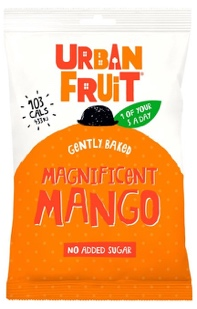 URBAN
FRUIT®
103
CALS
1 OF YOUR
5 A DAY
GENTLY BAKED
MAGNIFICENT
MANGO
NO ADDED SUGAR